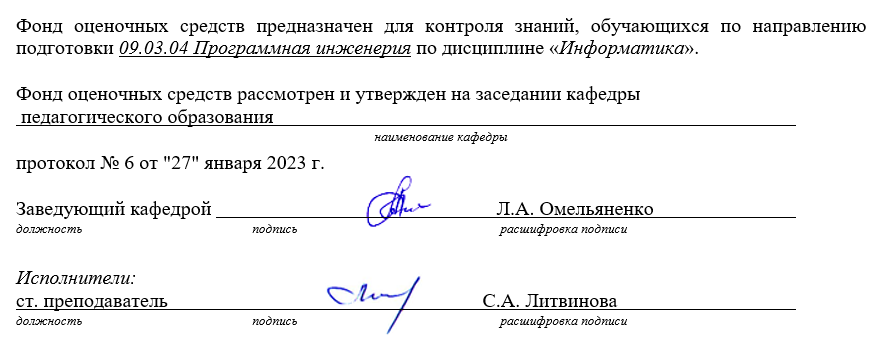 Фонд оценочных средств предназначен для контроля знаний, обучающихся по направлению
подготовки 09.03.04 Программная инженерия по дисциплине «Информатика».
Фонд оценочных средств рассмотрен и утвержден на заседании кафедры
педагогического образования
наименование кафедры
протокол № 6 от "27" января 2023 г.
Заведующий кафедрой Л.А. Омельяненко
должность подпись расшифровка подписи
Исполнители:
ст. преподаватель С.А. Литвинова
должность подпись расшифровка подписи